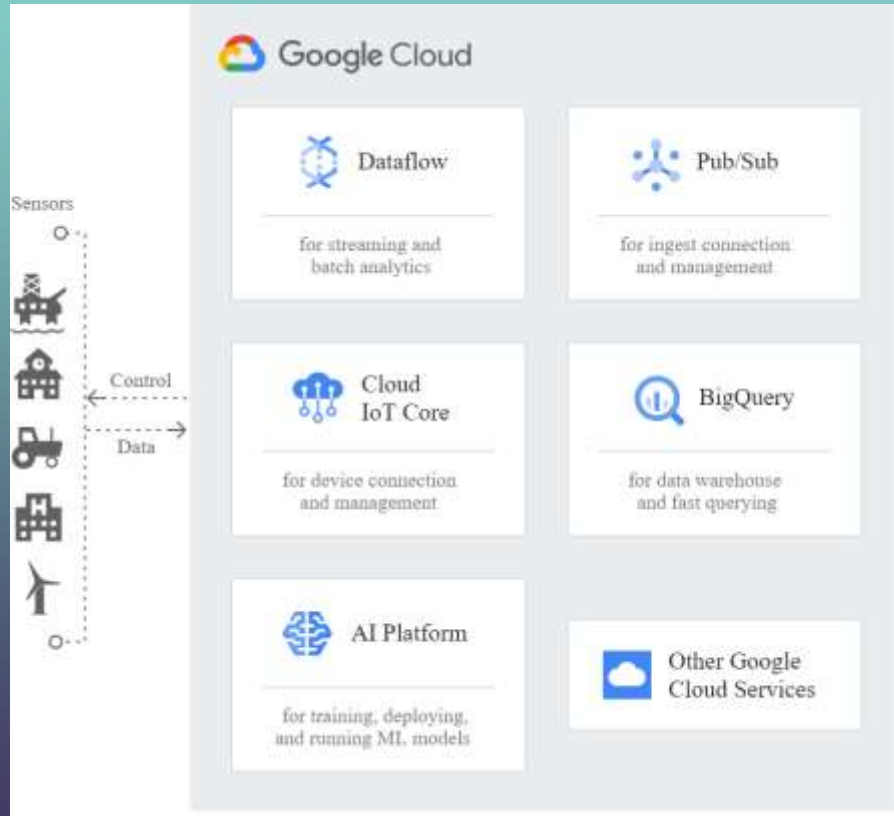 Google Cloud
Dataflow
for streaming and
batch analytics
Pub/Sub
for ingest connection
and management
Sensors
Control
Data
Cloud
IoT Core
for device connection
and management
BigQuery
for data warehouse
and fast querying
AI Platform
for training, deploying,
and running ML models
Other Google
Cloud Services
H